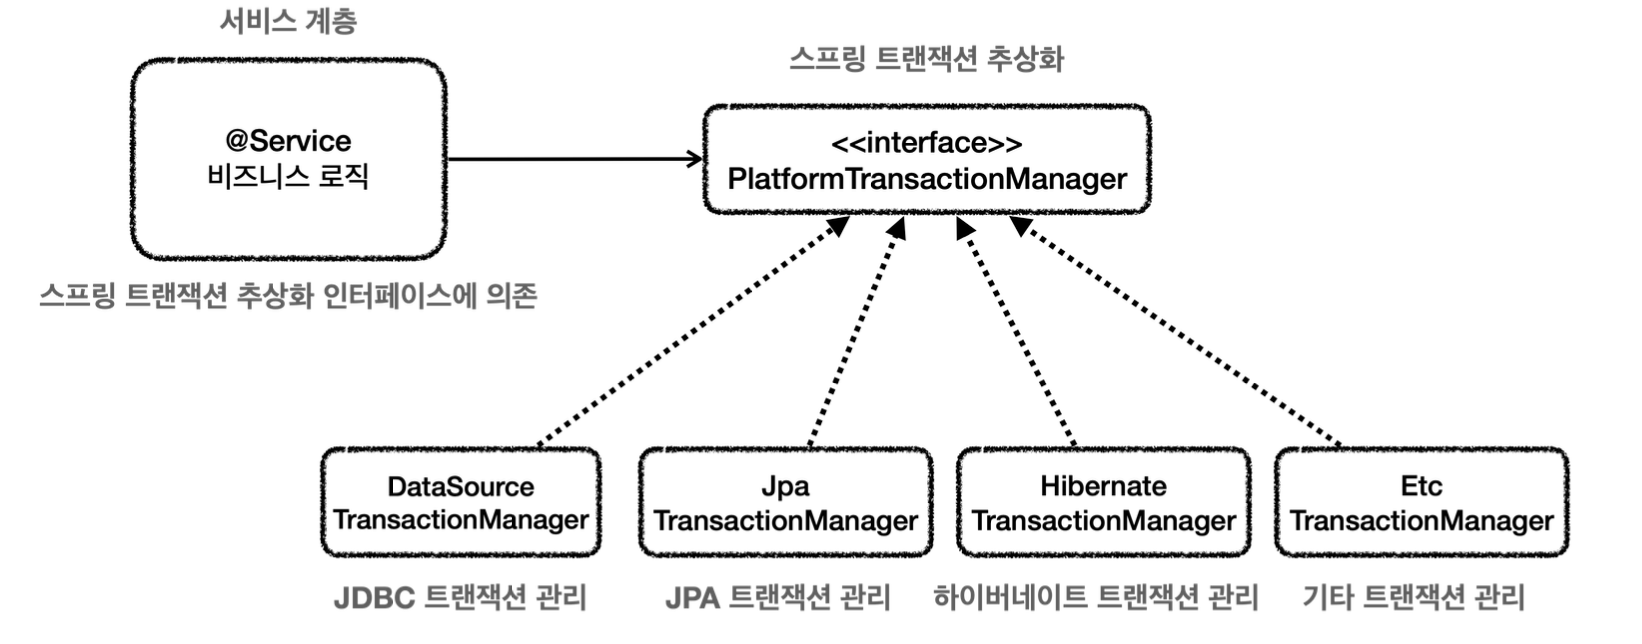 서비스 계층
@Service
비즈니스 로직
스프링 트랜잭션 추상화 인터페이스에 의존
스프링 트랜잭션 추상화
<<interface>>
PlatformTransactionManager
DataSource
TransactionManager
JDBC 트랜잭션 관리
Jpa
TransactionManager
JPA 트랜잭션 관리
Hibernate
TransactionManager
하이버네이트 트랜잭션 관리
Etc
TransactionManager
기타 트랜잭션 관리